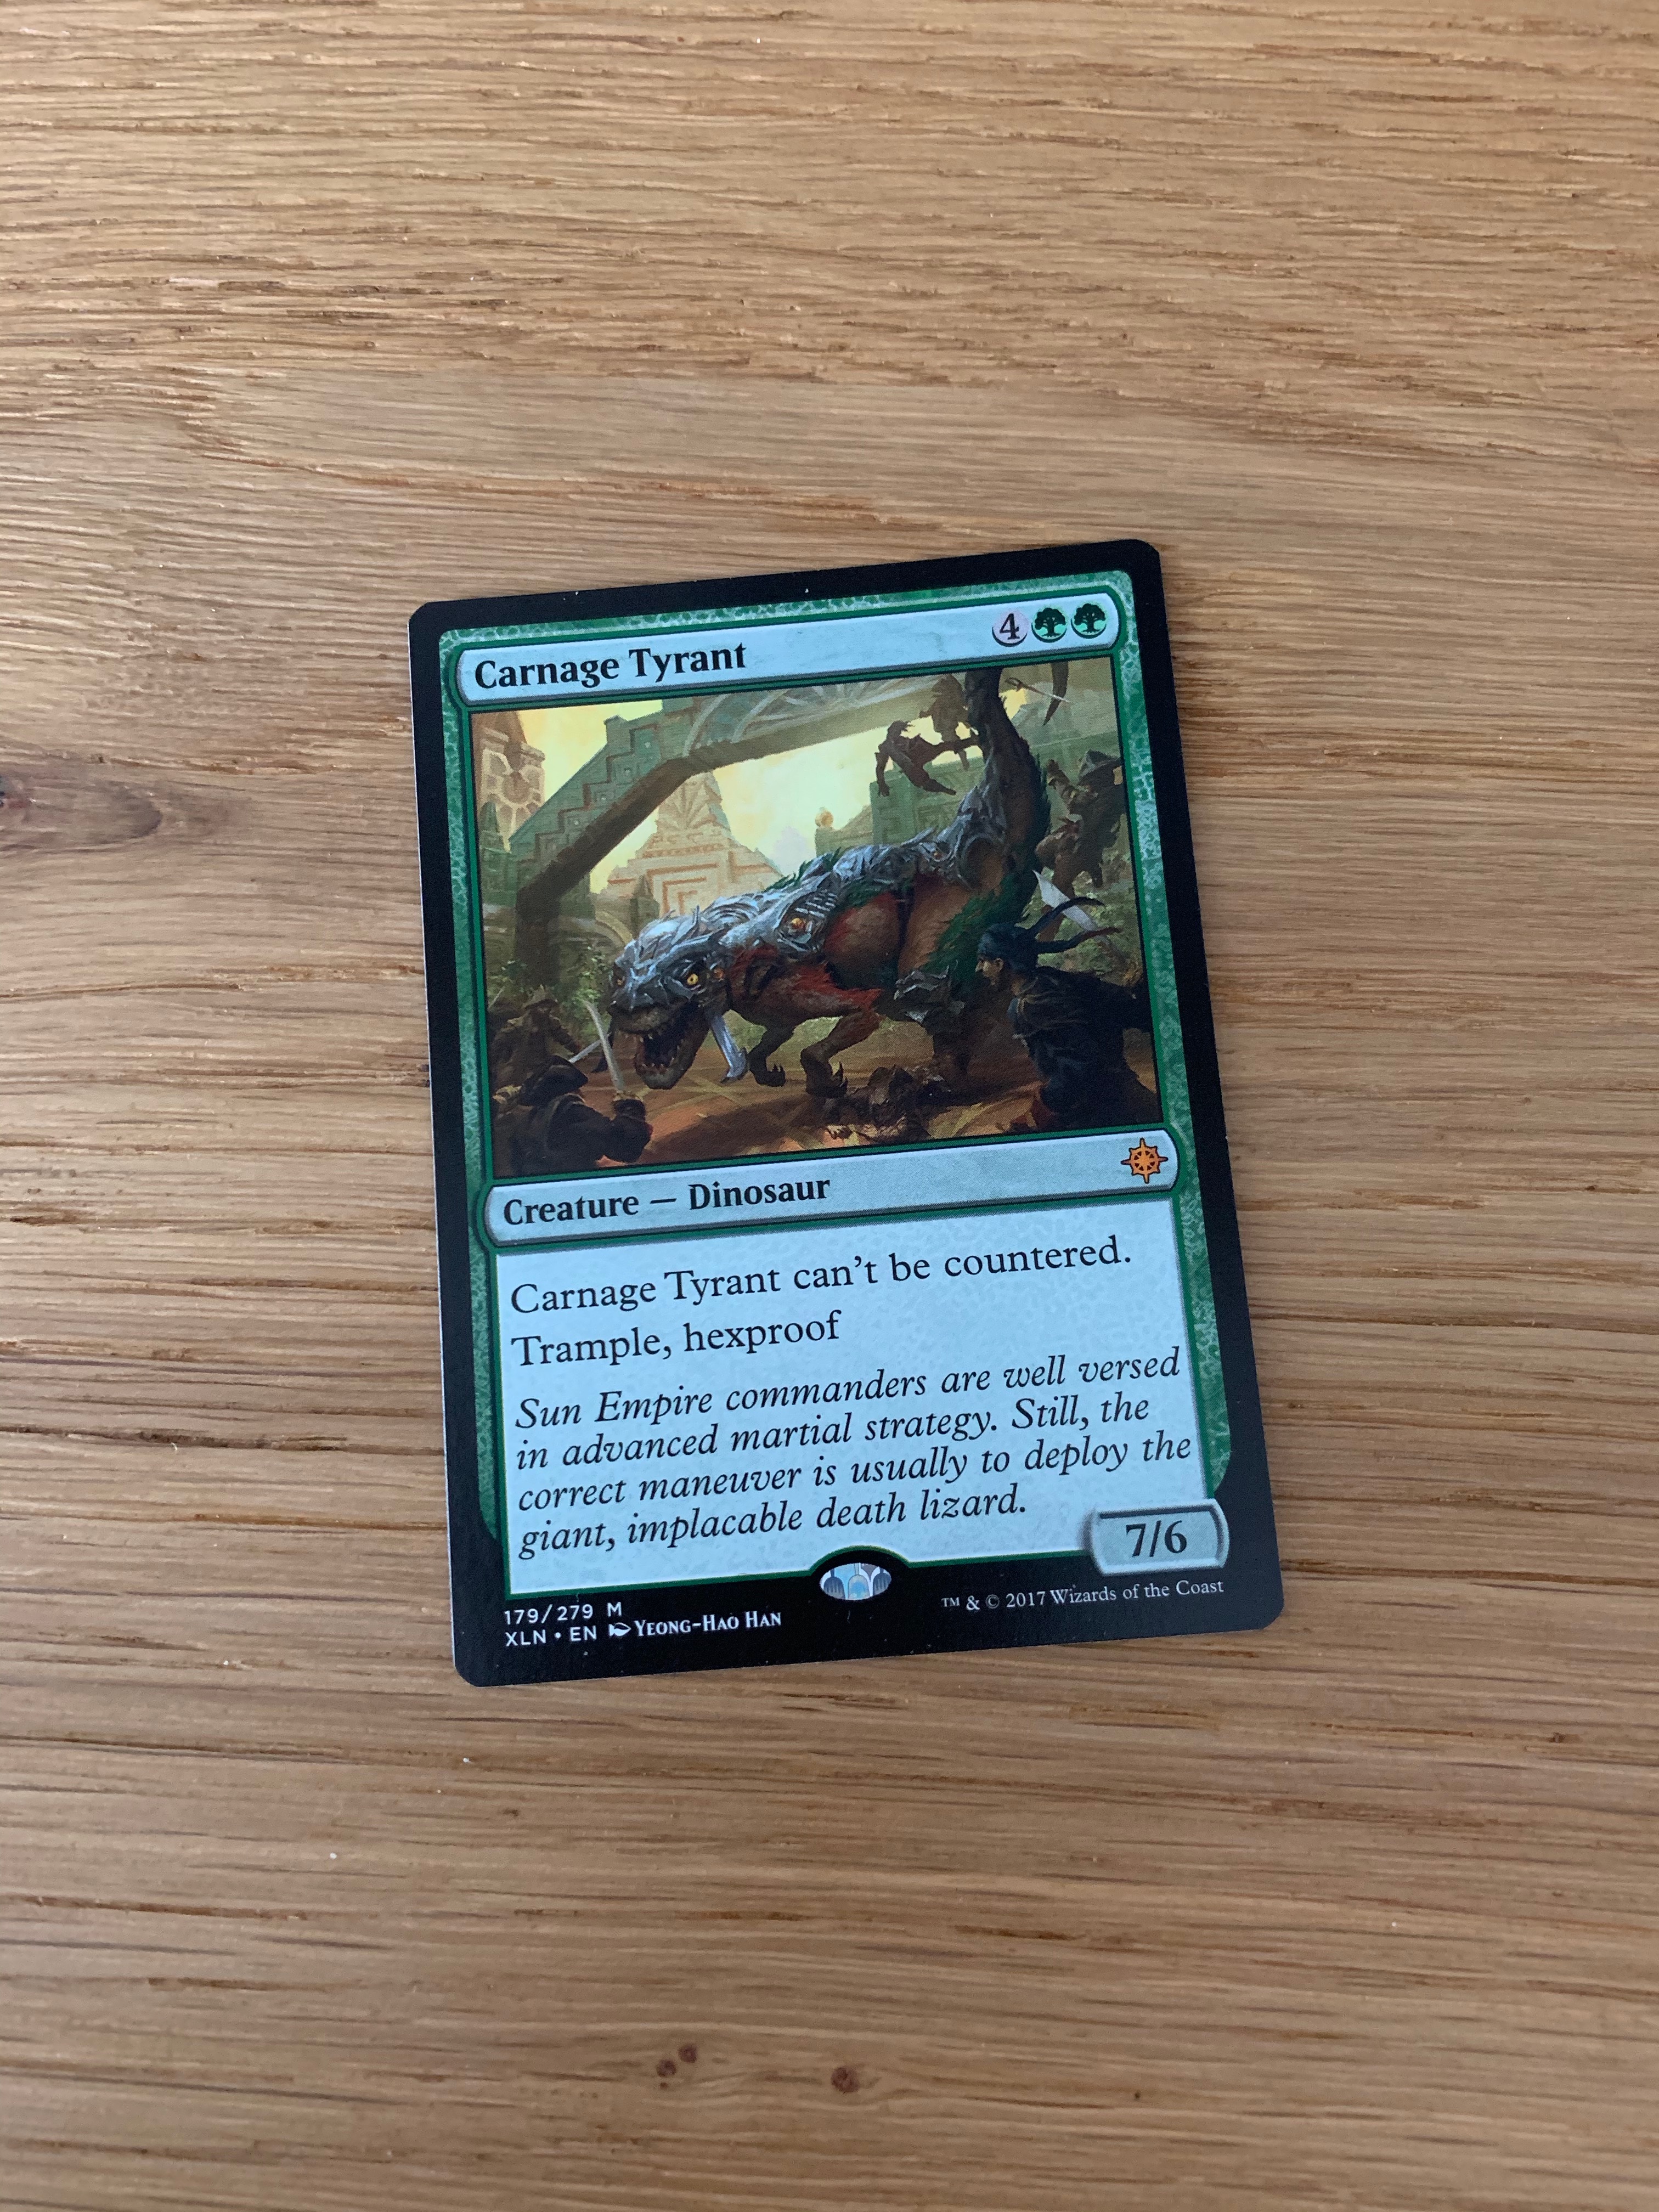 Carnage Tyrant 4
Creature — Dinosaur
Carnage Tyrant can't be countered.
Trample, hexproof
Sun Empire commanders are well versed
in advanced martial strategy. Still, the
correct maneuver is usually to deploy the
giant, implacable death lizard.
7/6
179/279 M
XLN • EN Yeong-Hao Han
™ & © 2017 Wizards of the Coast